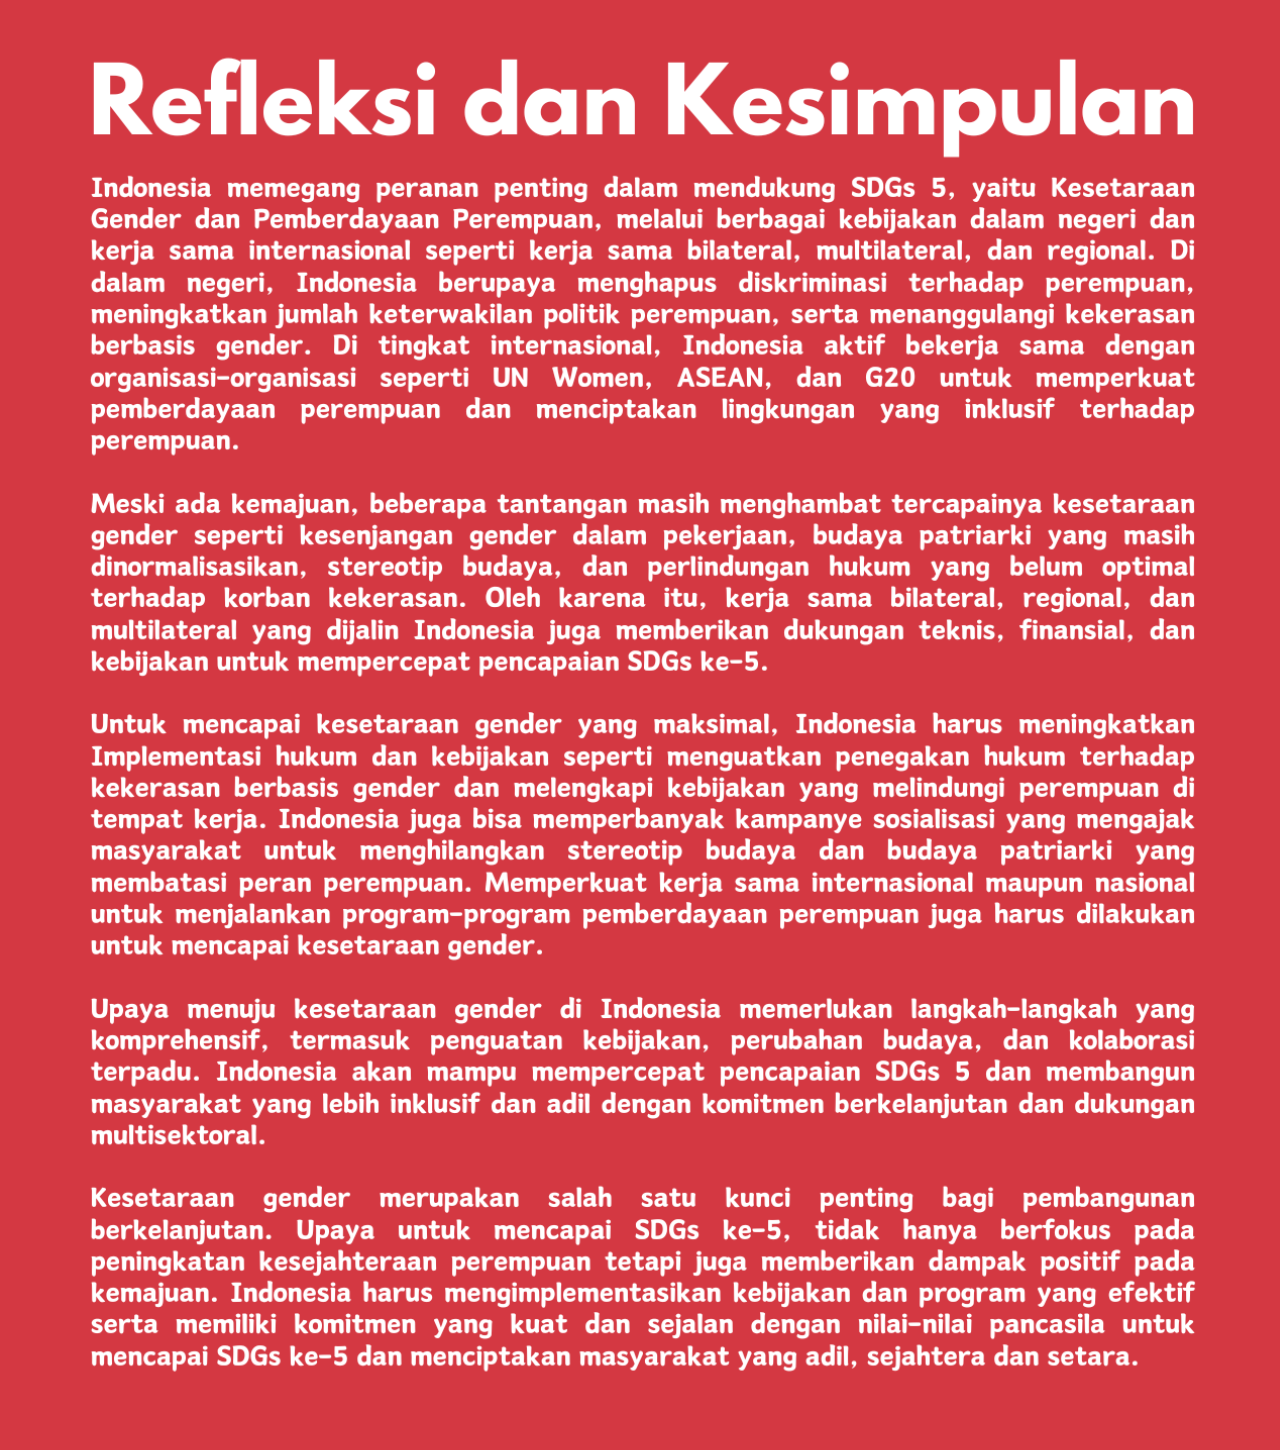 Refleksi dan Kesimpulan
Indonesia memegang peranan penting dalam mendukung SDGs 5, yaitu Kesetaraan
Gender dan Pemberdayaan Perempuan, melalui berbagai kebijakan dalam negeri dan
kerja sama internasional seperti kerja sama bilateral, multilateral, dan regional. Di
dalam negeri, Indonesia berupaya menghapus diskriminasi terhadap perempuan,
meningkatkan jumlah keterwakilan politik perempuan, serta menanggulangi kekerasan
berbasis gender. Di tingkat internasional, Indonesia aktif bekerja sama dengan
organisasi-organisasi seperti UN Women, ASEAN, dan G20 untuk memperkuat
pemberdayaan perempuan dan menciptakan lingkungan yang inklusif terhadap
perempuan.
Meski ada kemajuan, beberapa tantangan masih menghambat tercapainya kesetaraan
gender seperti kesenjangan gender dalam pekerjaan, budaya patriarki yang masih
dinormalisasikan, stereotip budaya, dan perlindungan hukum yang belum optimal
terhadap korban kekerasan. Oleh karena itu, kerja sama bilateral, regional, dan
multilateral yang dijalin Indonesia juga memberikan dukungan teknis, finansial, dan
kebijakan untuk mempercepat pencapaian SDGs ke-5.
Untuk mencapai kesetaraan gender yang maksimal, Indonesia harus meningkatkan
Implementasi hukum dan kebijakan seperti menguatkan penegakan hukum terhadap
kekerasan berbasis gender dan melengkapi kebijakan yang melindungi perempuan di
tempat kerja. Indonesia juga bisa memperbanyak kampanye sosialisasi yang mengajak
masyarakat untuk menghilangkan stereotip budaya dan budaya patriarki yang
membatasi peran perempuan. Memperkuat kerja sama internasional maupun nasional
untuk menjalankan program-program pemberdayaan perempuan juga harus dilakukan
untuk mencapai kesetaraan gender.
Upaya menuju kesetaraan gender di Indonesia memerlukan langkah-langkah yang
komprehensif, termasuk penguatan kebijakan, perubahan budaya, dan kolaborasi
terpadu. Indonesia akan mampu mempercepat pencapaian SDGs 5 dan membangun
masyarakat yang lebih inklusif dan adil dengan komitmen berkelanjutan dan dukungan
multisektoral.
Kesetaraan gender merupakan salah satu kunci penting bagi pembangunan
berkelanjutan. Upaya untuk mencapai SDGs ke-5, tidak hanya berfokus pada
peningkatan kesejahteraan perempuan tetapi juga memberikan dampak positif pada
kemajuan. Indonesia harus mengimplementasikan kebijakan dan program yang efektif
serta memiliki komitmen yang kuat dan sejalan dengan nilai-nilai pancasila untuk
mencapai SDGs ke-5 dan menciptakan masyarakat yang adil, sejahtera dan setara.